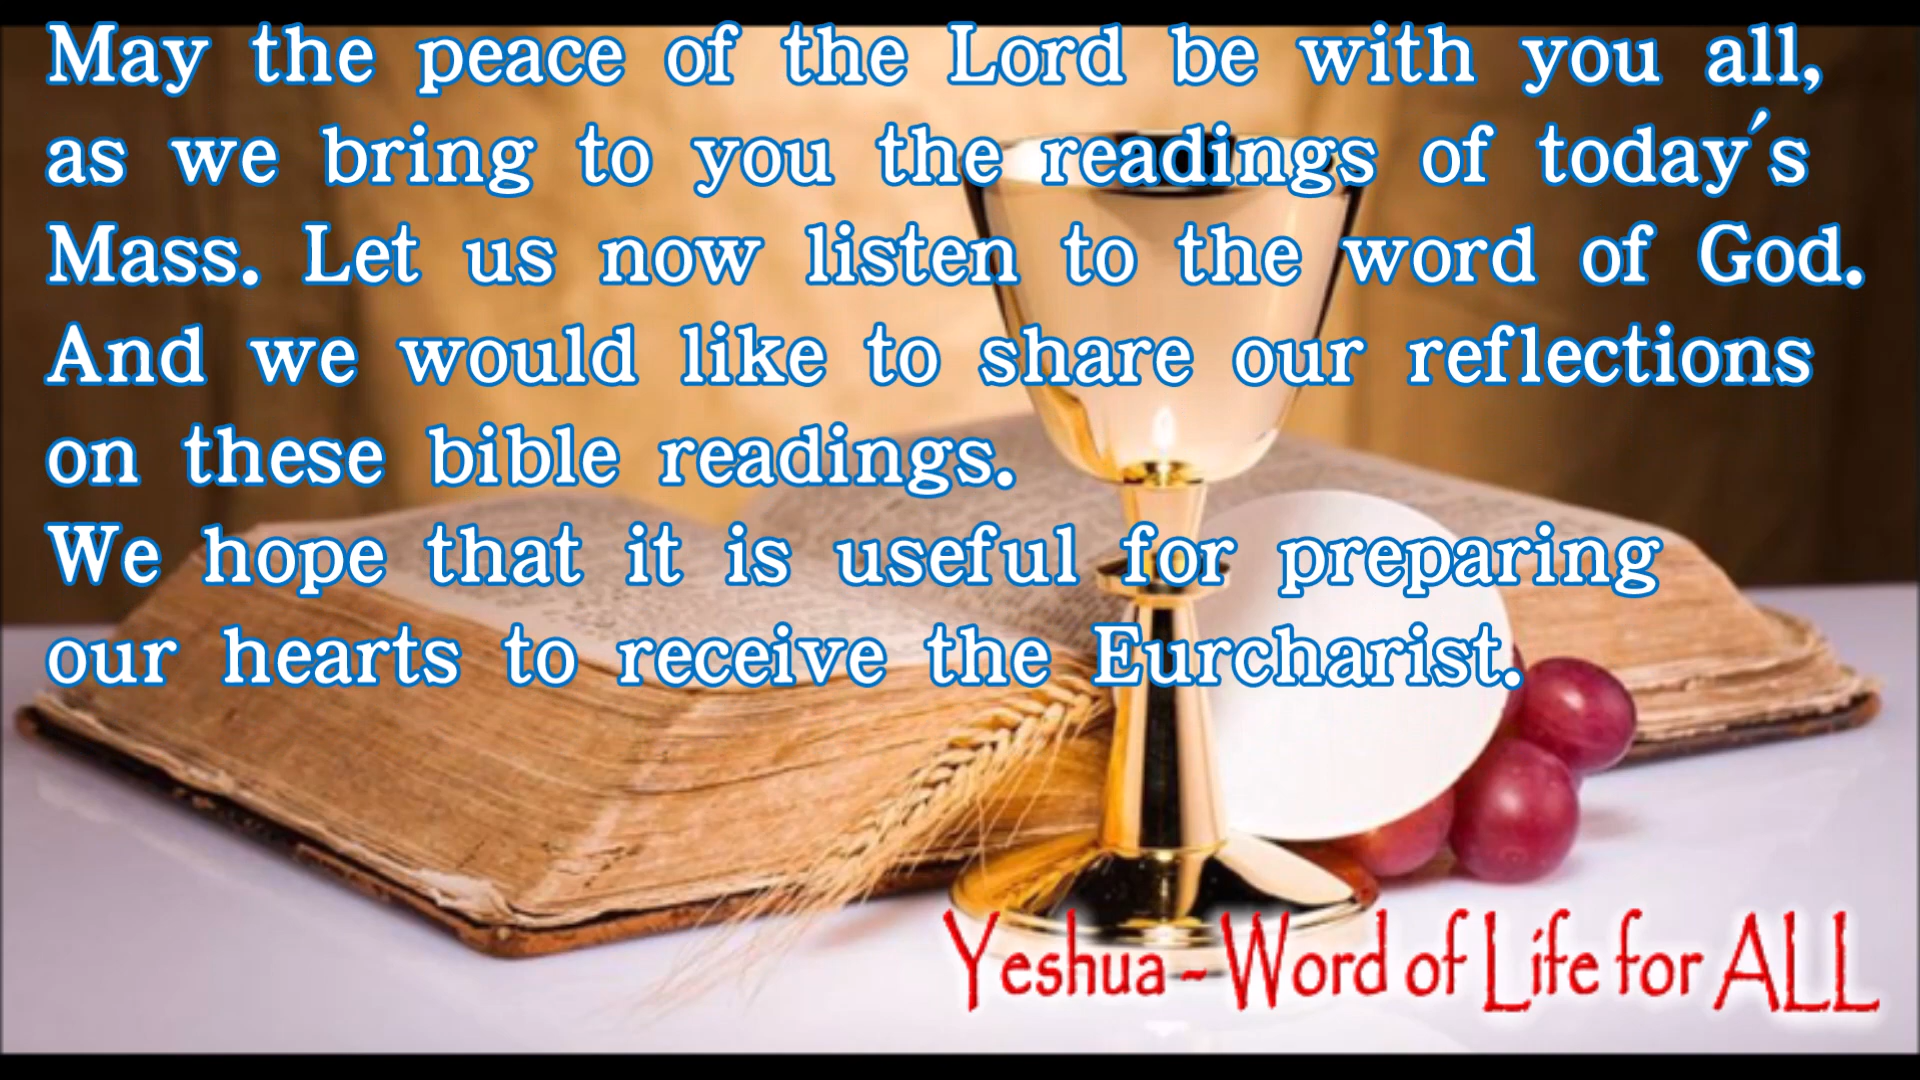 May the peace of the Lord be with you all,
as we bring to you the readings of today's
Mass. Let us now listen to the word of God.
And we would like to share our reflections
on these bible readings.
We hope that it is useful for preparing
our hearts to receive the Eurcharist.
Yeshua ~ Word of Life for ALL